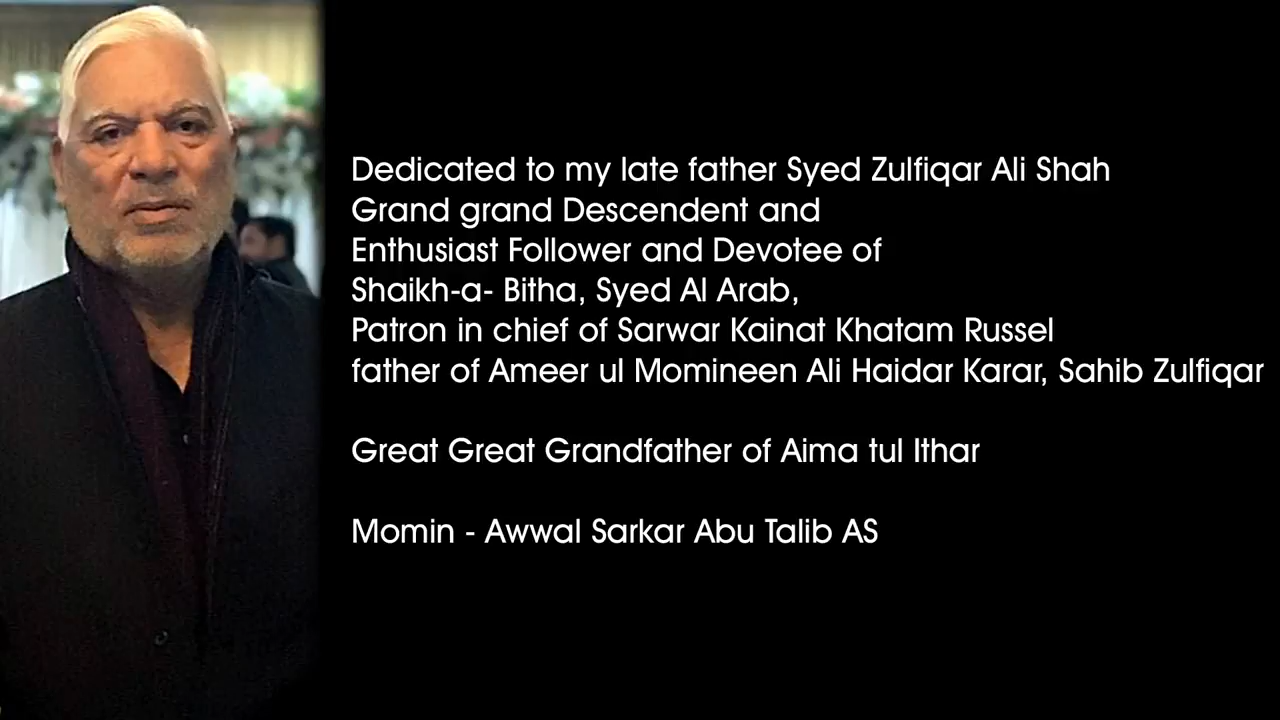 Dedicated to my late father Syed Zulfiqar Ali Shah
Grand grand Descendent and
Enthusiast Follower and Devotee of
Shaikh-a- Bitha, Syed Al Arab,
Patron in chief of Sarwar Kainat Khatam Russel
father of Ameer ul Momineen Ali Haidar Karar, Sahib Zulfiqar
Great Great Grandfather of Aima tul Ithar
Momin - Awwal Sarkar Abu Talib AS